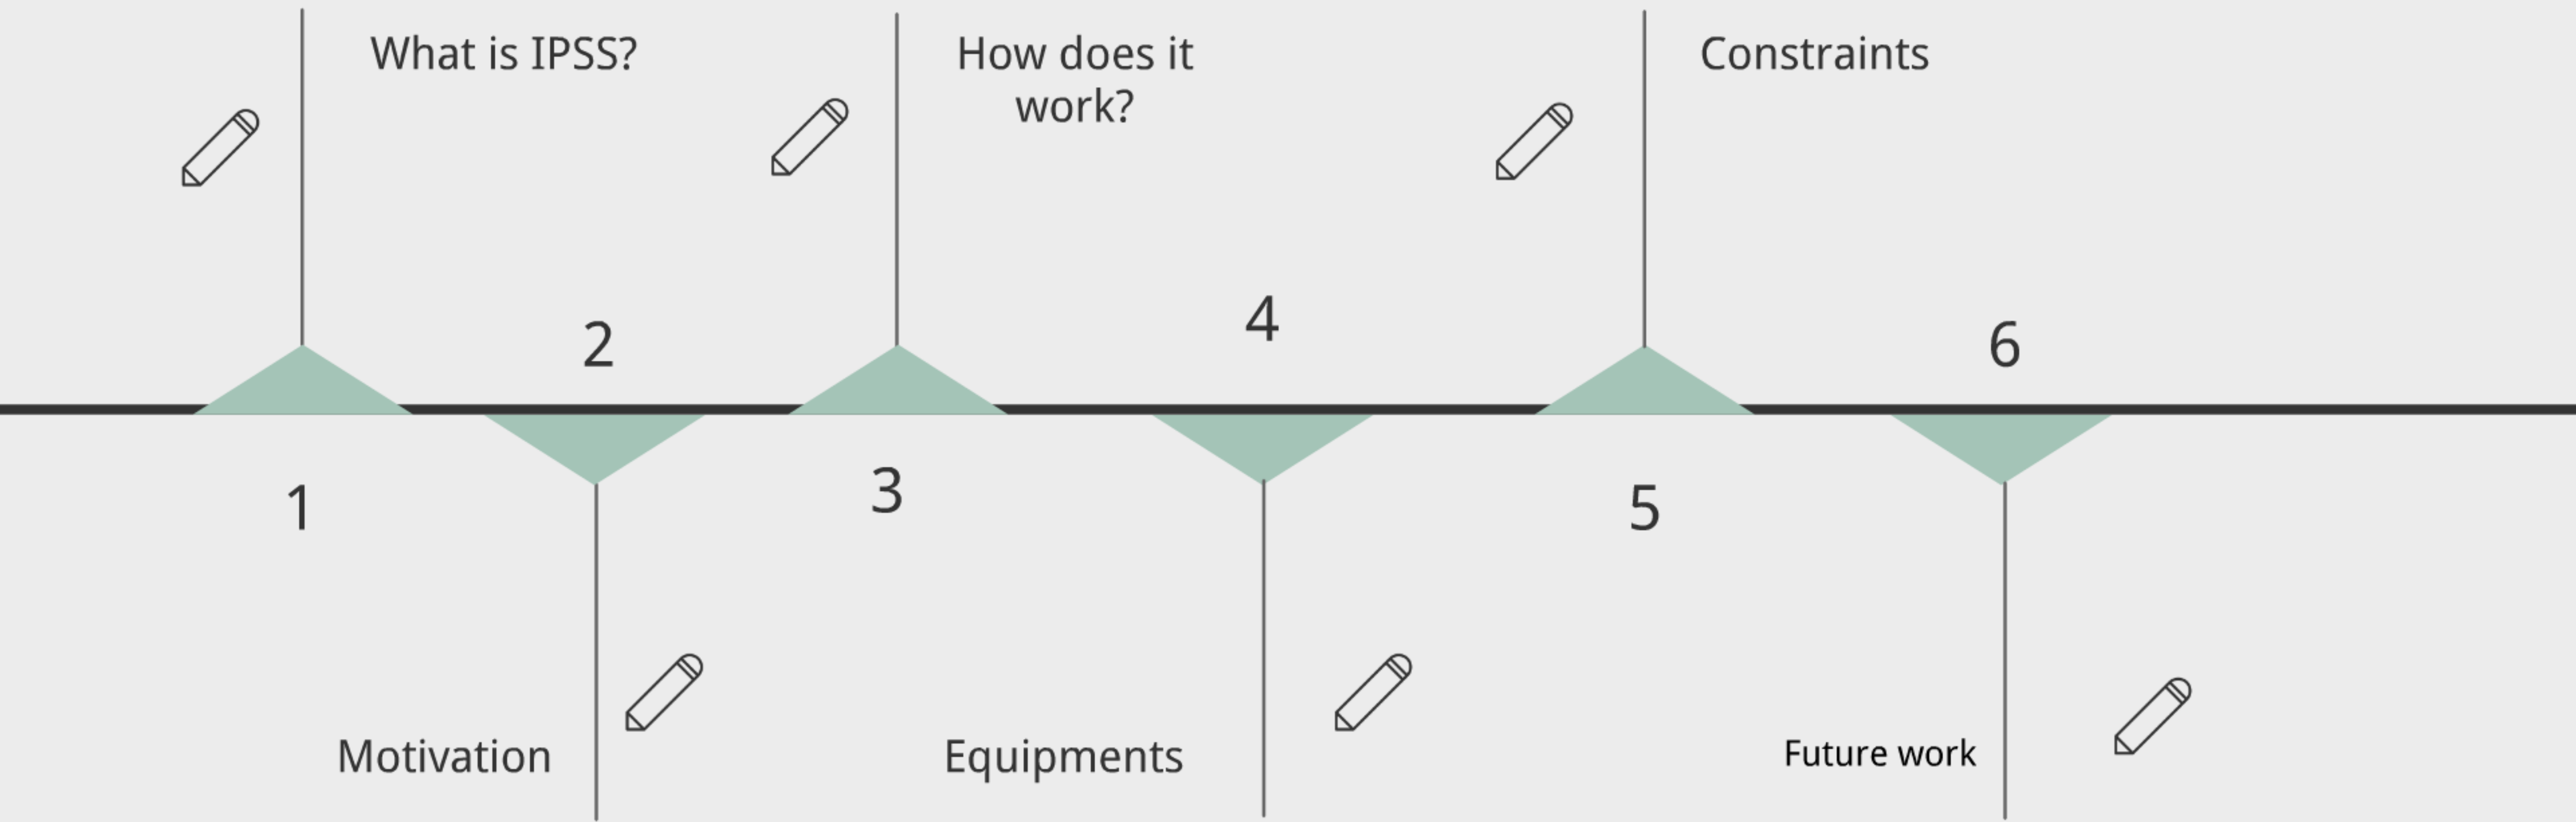 What is IPSS?
How does it
work?
Constraints
2
4
6
1
3
5
Motivation
Equipments
Future work